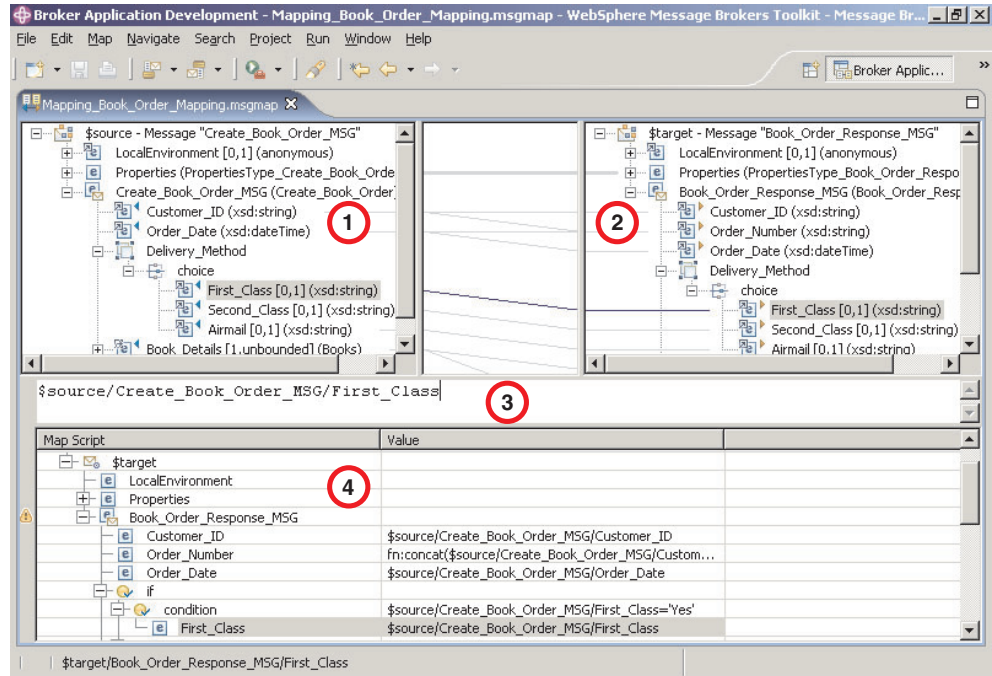 Broker Application Development - Mapping_Book_Order_Mapping.msgmap - WebSphere Message Brokers Toolkit - Message Br...
File Edit Map Navigate Search Project Run Window Help
Broker Applic...
»
Mapping_Book_Order_Mapping.msgmap
$source - Message "Create_Book_Order_MSG"
LocalEnvironment [0,1] (anonymous)
Properties (PropertiesType_Create_Book_Orde
Create_Book_Order_MSG (Create_Book_Order
Customer_ID (xsd:string)
Order_Date (xsd:dateTime)
Delivery_Method
choice
First_Class [0,1] (xsd:string)
Second_Class [0,1] (xsd:string)
Airmail [0,1] (xsd:string)
Book_Details [1,unbounded] (Books)
1
$target - Message "Book_Order_Response_MSG"
LocalEnvironment [0,1] (anonymous)
Properties (PropertiesType_Book_Order_Respo
Book_Order_Response_MSG (Book_Order_Resp
Customer_ID (xsd:string)
Order_Number (xsd:string)
Order_Date (xsd:dateTime)
Delivery_Method
choice
First_Class [0,1] (xsd:string)
Second_Class [0,1] (xsd:string)
Airmail [0,1] (xsd:string)
2
$source/Create_Book_Order_MSG/First_Class
3
Map Script Value
$target
LocalEnvironment
4
Properties
Book_Order_Response_MSG
Customer_ID $source/Create_Book_Order_MSG/Customer_ID
Order_Number fn:concat($source/Create_Book_Order_MSG/Custom...
Order_Date $source/Create_Book_Order_MSG/Order_Date
if
condition $source/Create_Book_Order_MSG/First_Class='Yes'
First_Class $source/Create_Book_Order_MSG/First_Class
$target/Book_Order_Response_MSG/First_Class